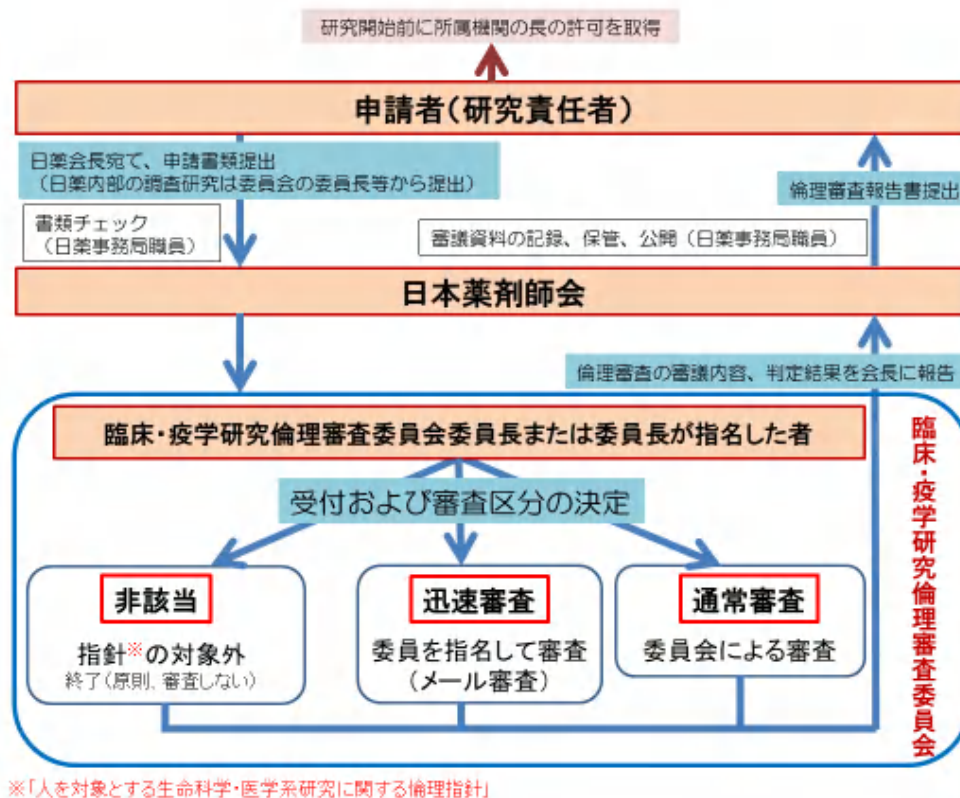 研究開始前に所属機関の長の許可を取得
申請者(研究責任者)
日薬会長宛て、申請書類提出
(日薬内部の調査研究は委員会の委員長等から提出)
倫理審査報告書提出
書類チェック
(日薬事務局職員)
審議資料の記録、保管、公開(日薬事務局職員)
日本薬剤師会
倫理審査の審議内容、判定結果を会長に報告
臨床・疫学研究倫理審査委員会委員長または委員長が指名した者
臨床・疫学研究倫理審査委員会
受付および審査区分の決定
非該当
指針※の対象外
終了(原則、審査しない)
迅速審査
委員を指名して審査
(メール審査)
通常審査
委員会による審査
※「人を対象とする生命科学・医学系研究に関する倫理指針」